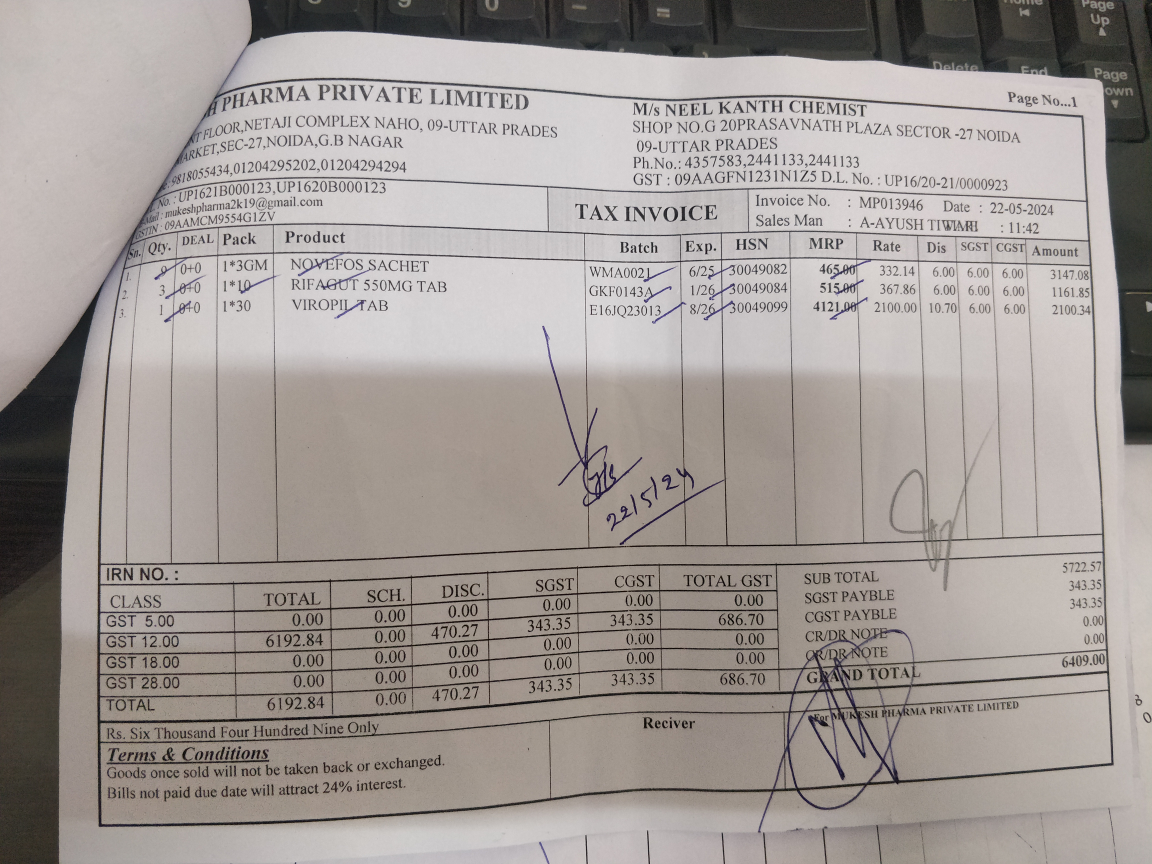 H PHARMA PRIVATE LIMITED
NT FLOOR,NETAJI COMPLEX NAHO, 09-UTTAR PRADES
MARKET,SEC-27,NOIDA,G.B NAGAR
9818055434,01204295202,01204294294
No. : UP1621B000123,UP1620B000123
Mail : mukeshpharma2k19@gmail.com
STIN : 09AAMCM9554G1ZV
Page No...1
M/s NEEL KANTH CHEMIST
SHOP NO.G 20PRASAVNATH PLAZA SECTOR -27 NOIDA
09-UTTAR PRADES
Ph.No.: 4357583,2441133,2441133
GST : 09AAGFN1231N1Z5 D.L. No. : UP16/20-21/0000923
TAX INVOICE
Invoice No. : MP013946 Date : 22-05-2024
Sales Man : A-AYUSH : 11:42
Sn. Qty. DEAL Pack Product Batch Exp. HSN MRP Rate Dis SGST CGST Amount
1. 9 0+0 1*3GM NOVEFOS SACHET WMA0021 6/25 30049082 465.00 332.14 6.00 6.00 6.00 3147.08
2. 3 0+0 1*10 RIFAGUT 550MG TAB GKF0143A 1/26 30049084 515.00 367.86 6.00 6.00 6.00 1161.85
3. 1 0+0 1*30 VIROPIL TAB E16JQ23013 8/26 30049099 4121.00 2100.00 10.70 6.00 6.00 2100.34
22/5/24
IRN NO. :
CLASS TOTAL SCH. DISC. SGST CGST TOTAL GST
GST 5.00 0.00 0.00 0.00 0.00 0.00 0.00
GST 12.00 6192.84 0.00 470.27 343.35 343.35 686.70
GST 18.00 0.00 0.00 0.00 0.00 0.00 0.00
GST 28.00 0.00 0.00 0.00 0.00 0.00 0.00
TOTAL 6192.84 0.00 470.27 343.35 343.35 686.70
SUB TOTAL 5722.57
SGST PAYBLE 343.35
CGST PAYBLE 343.35
CR/DR NOTE 0.00
CR/DR NOTE 0.00
GRAND TOTAL 6409.00
Rs. Six Thousand Four Hundred Nine Only
Terms & Conditions
Goods once sold will not be taken back or exchanged.
Bills not paid due date will attract 24% interest.
Reciver
For MUKESH PHARMA PRIVATE LIMITED
9
0
-
=
Home
Page
Up
Delete
End
Page
own